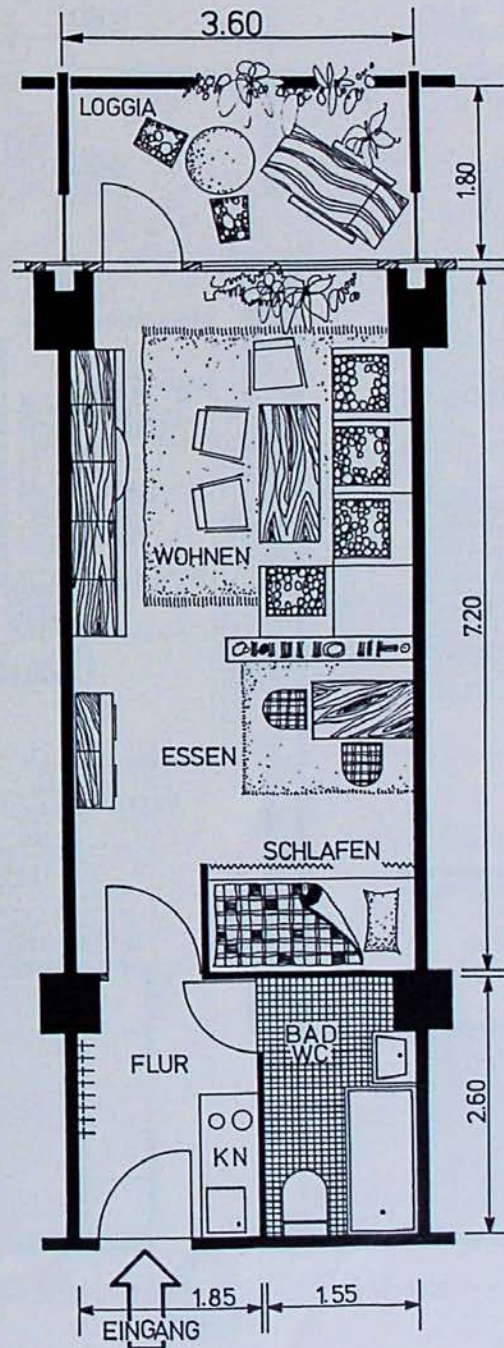 3.60
LOGGIA
1.80
WOHNEN
7.20
ESSEN
SCHLAFEN
BAD
WC
FLUR
2.60
KN
1.85
1.55
EINGANG